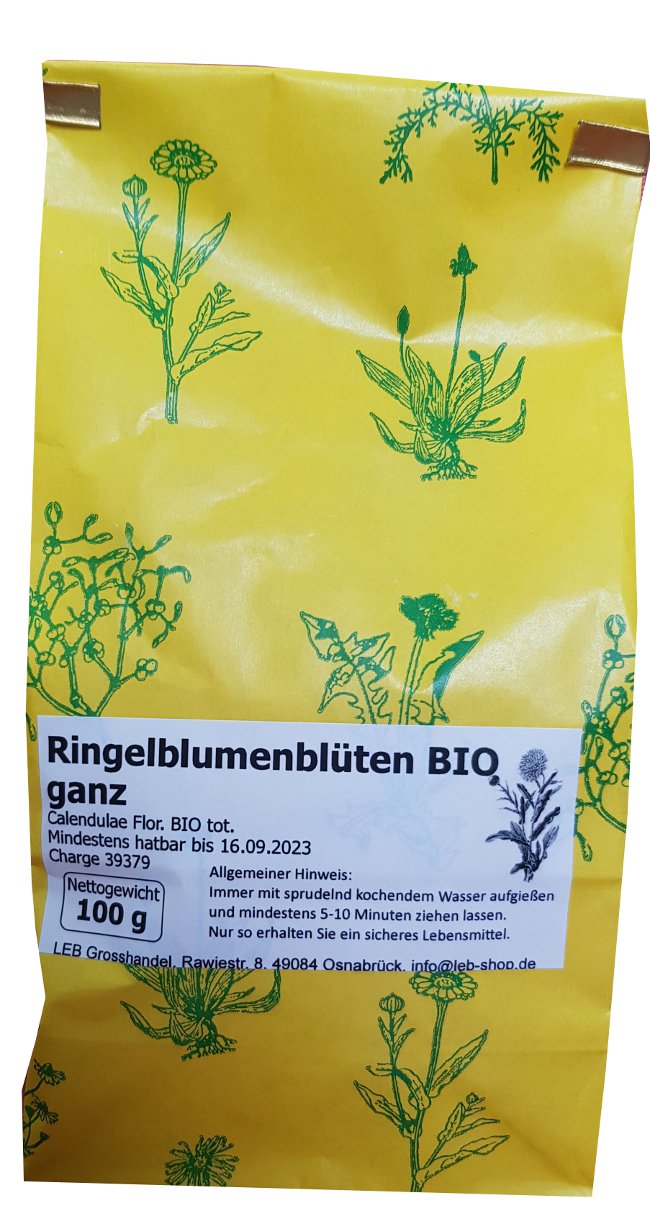 Ringelblumenblüten BIO
ganz
Calendulae Flor. BIO tot.
Mindestens hatbar bis 16.09.2023
Charge 39379
Nettogewicht
100 g
Allgemeiner Hinweis:
Immer mit sprudelnd kochendem Wasser aufgießen
und mindestens 5-10 Minuten ziehen lassen.
Nur so erhalten Sie ein sicheres Lebensmittel.
LEB Grosshandel, Rawiestr. 8, 49084 Osnabrück, info@leb-shop.de